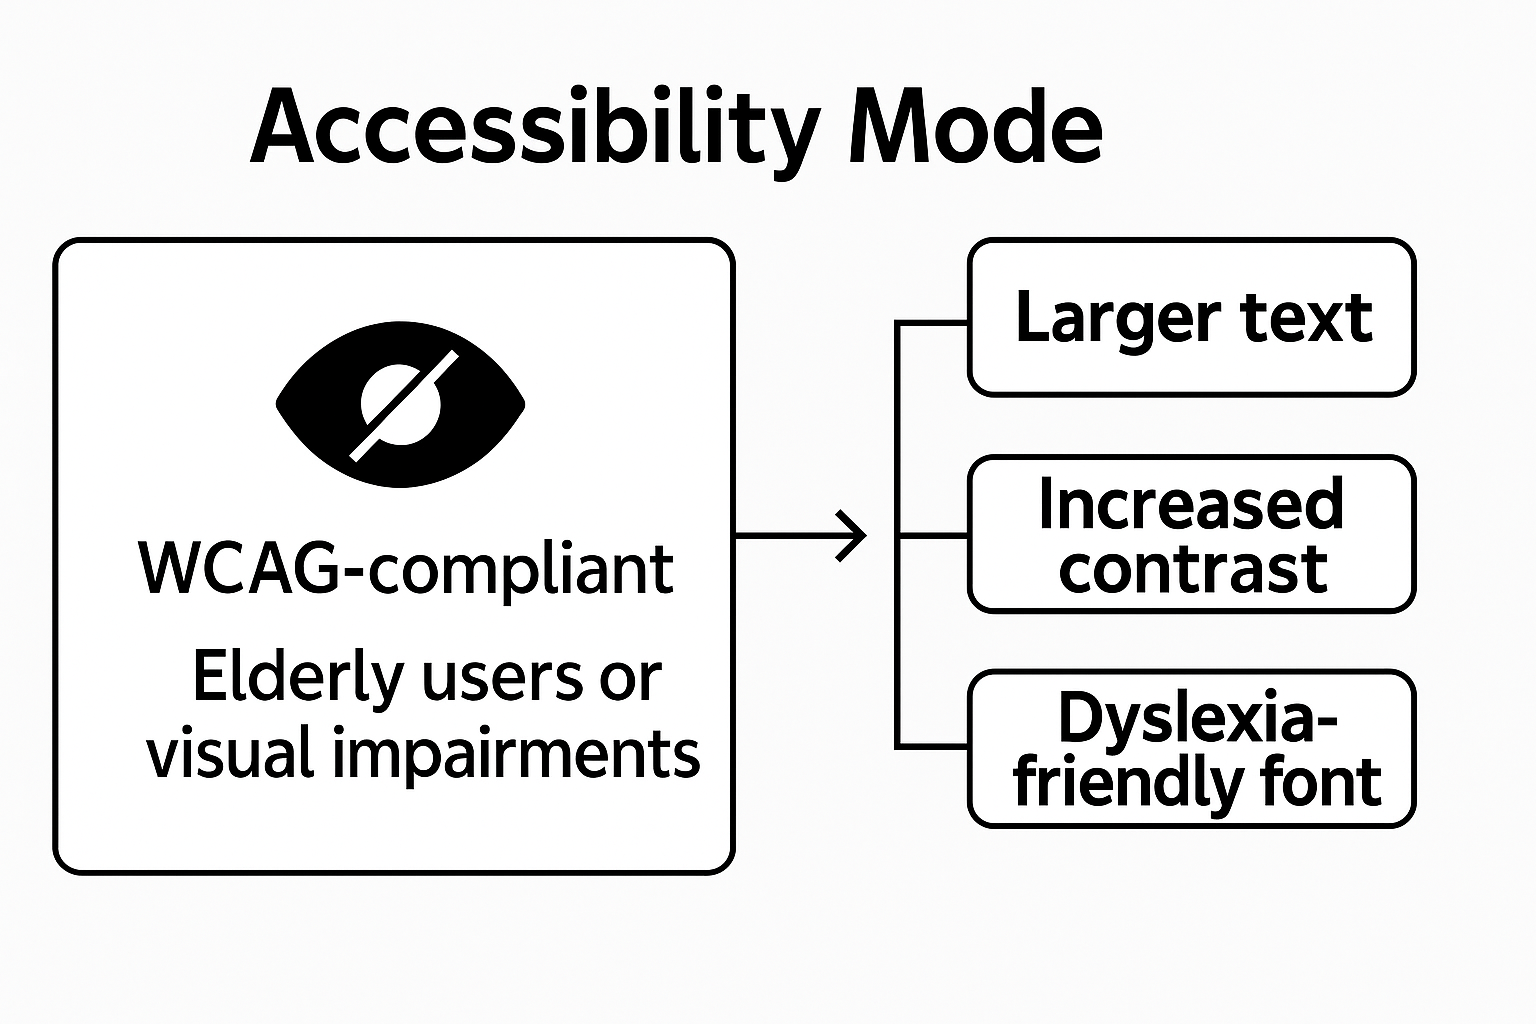 Accessibility Mode
WCAG-compliant
Elderly users or
visual impairments
Larger text
Increased
contrast
Dyslexia-
friendly font